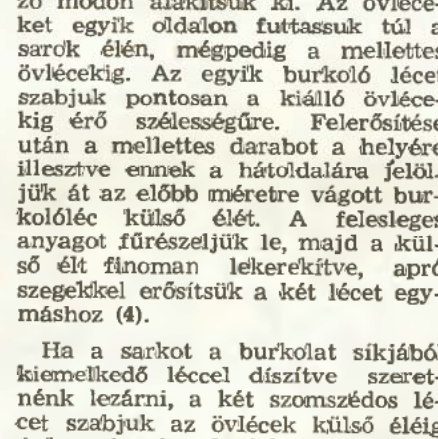 ző módon alakítsuk ki. Az övléce-
ket egyik oldalon futtassuk túl a
sarok élén, mégpedig a mellettes
övlécekig. Az egyik burkoló lécet
szabjuk pontosan a kiálló övléce-
kig érő szélességűre. Felerősítése
után a mellettes darabot a helyére
illesztve ennek a hátoldalára jelöl-
jük át az előbb méretre vágott bur-
kolóléc külső élét. A felesleges
anyagot fűrészeljük le, majd a kül-
ső élt finoman lekerekítve, apró
szegekkel erősítsük a két lécet egy-
máshoz (4).
Ha a sarkot a burkolat síkjából
kiemelkedő léccel díszítve szeret-
nénk lezárni, a két szomszédos lé-
cet szabjuk az övlécek külső éléig